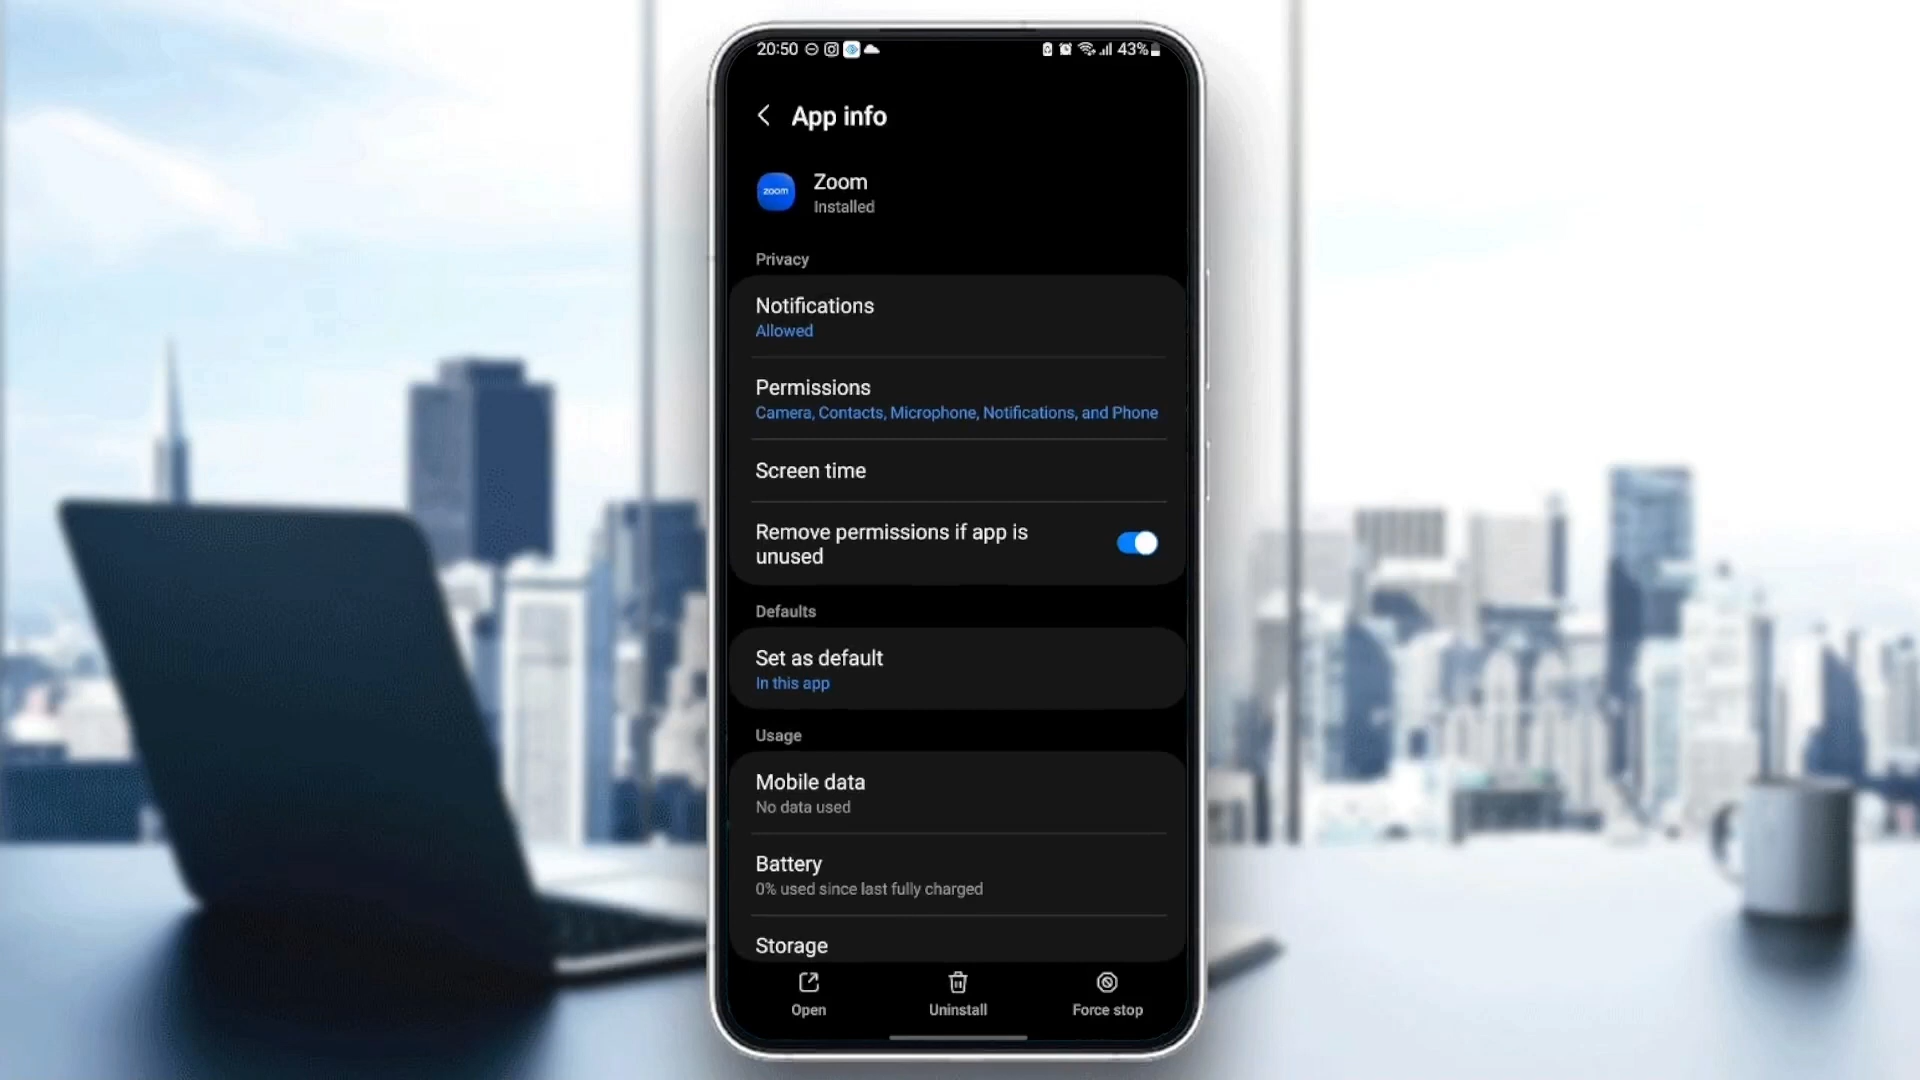 20:50 43%
App info
zoom
Zoom
Installed
Privacy
Notifications
Allowed
Permissions
Camera, Contacts, Microphone, Notifications, and Phone
Screen time
Remove permissions if app is
unused
Defaults
Set as default
In this app
Usage
Mobile data
No data used
Battery
0% used since last fully charged
Storage
Open Uninstall Force stop